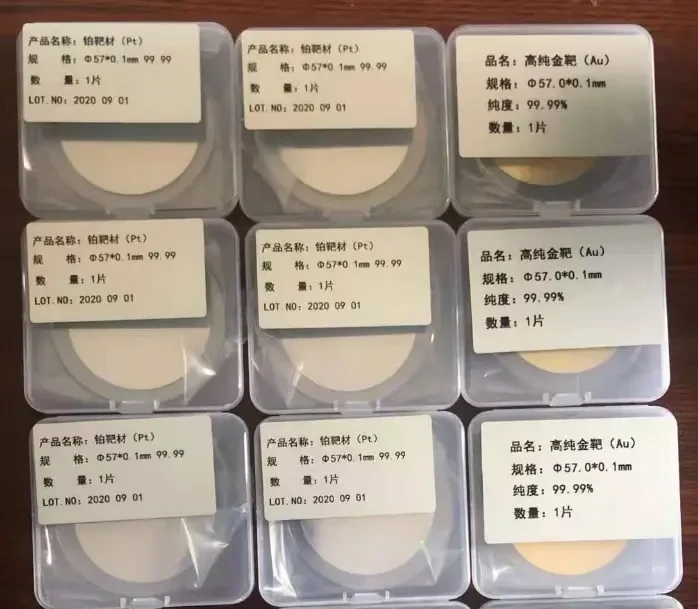 产品名称：铂靶材（Pt）
规 格：Φ57*0.1mm 99.99
数 量：1片
LOT.NO：2020 09 01
产品名称：铂靶材（Pt）
规 格：Φ57*0.1mm 99.99
数 量：1片
LOT.NO：2020 09 01
品名：高纯金靶（Au）
规格：Φ57.0*0.1mm
纯度：99.99%
数量：1片
产品名称：铂靶材（Pt）
规 格：Φ57*0.1mm 99.99
数 量：1片
LOT.NO：2020 09 01
产品名称：铂靶材（Pt）
规 格：Φ57*0.1mm 99.99
数 量：1片
LOT.NO：2020 09 01
品名：高纯金靶（Au）
规格：Φ57.0*0.1mm
纯度：99.99%
数量：1片
产品名称：铂靶材（Pt）
规 格：Φ57*0.1mm 99.99
数 量：1片
LOT.NO：2020 09 01
产品名称：铂靶材（Pt）
规 格：Φ57*0.1mm 99.99
数 量：1片
LOT.NO：2020 09 01
品名：高纯金靶（Au）
规格：Φ57.0*0.1mm
纯度：99.99%
数量：1片